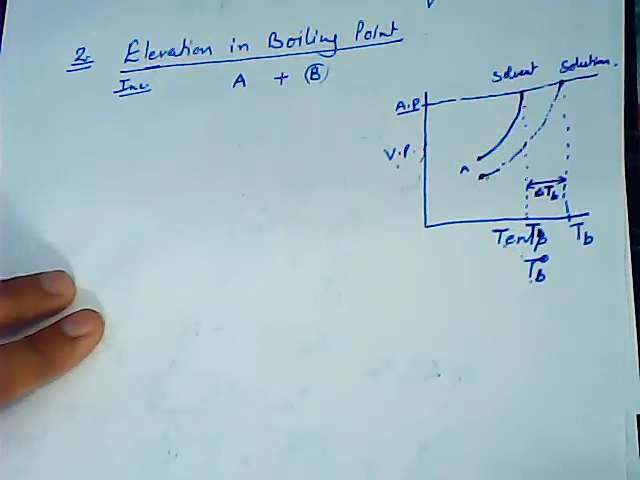 2. Elevation in Boiling Point
Inc. A + B
Solvent Solution.
A.P
V.P.
A
ΔTb
Temp Tb
Tb°